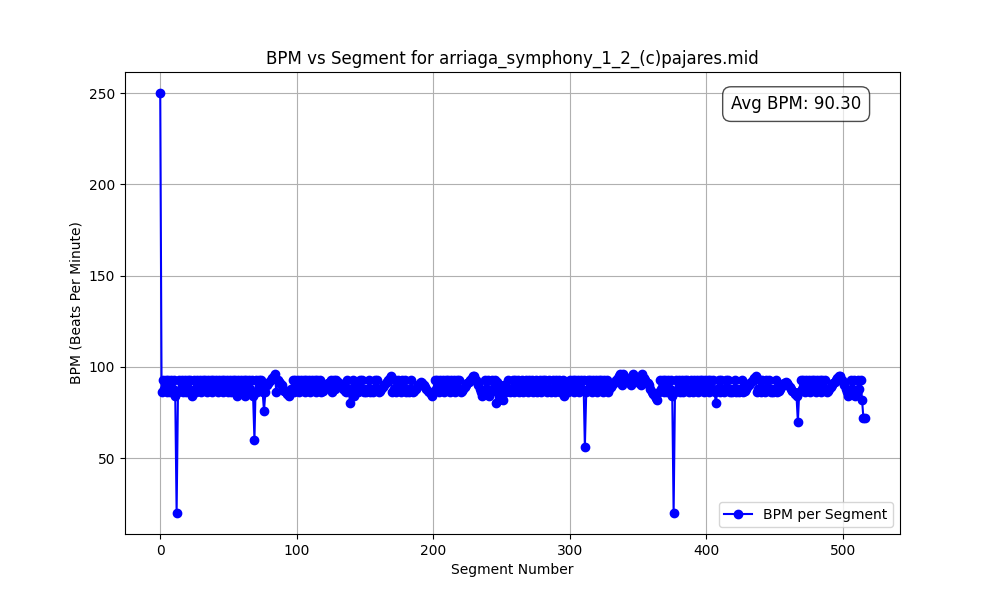 BPM vs Segment for arriaga_symphony_1_2_(c)pajares.mid
Avg BPM: 90.30
BPM (Beats Per Minute)
250
200
150
100
50
BPM per Segment
0 100 200 300 400 500
Segment Number